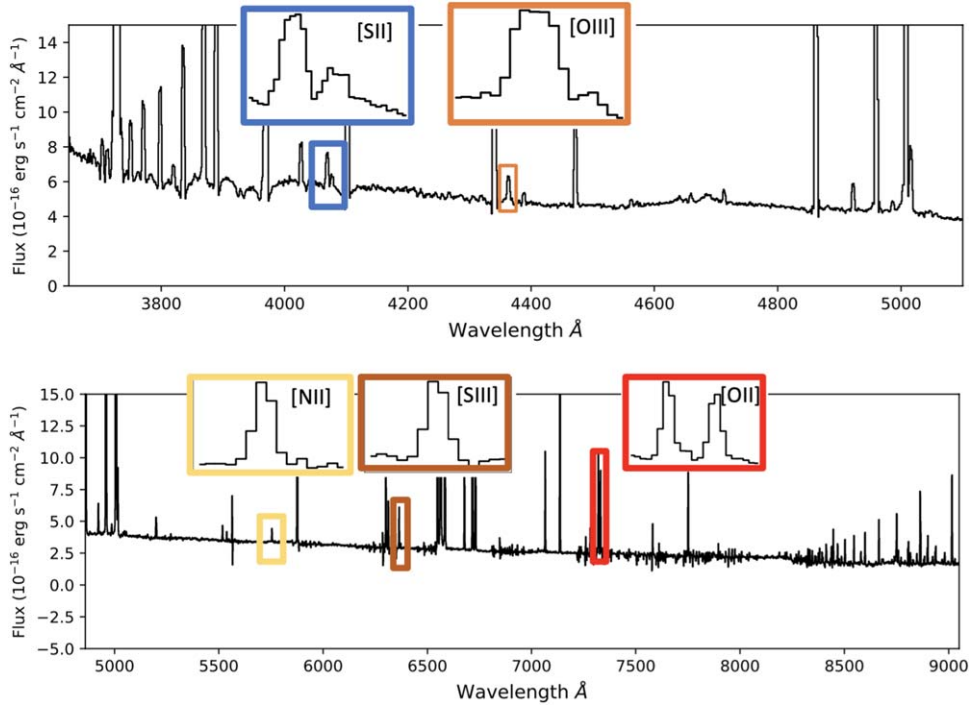 [SII]
[OIII]
14
12
10
8
6
4
2
0
Flux (10⁻¹⁶ erg s⁻¹ cm⁻² Å⁻¹)
3800 4000 4200 4400 4600 4800 5000
Wavelength Å
[NII]
[SIII]
[OII]
15.0
12.5
10.0
7.5
5.0
2.5
0.0
−2.5
−5.0
Flux (10⁻¹⁶ erg s⁻¹ cm⁻² Å⁻¹)
5000 5500 6000 6500 7000 7500 8000 8500 9000
Wavelength Å